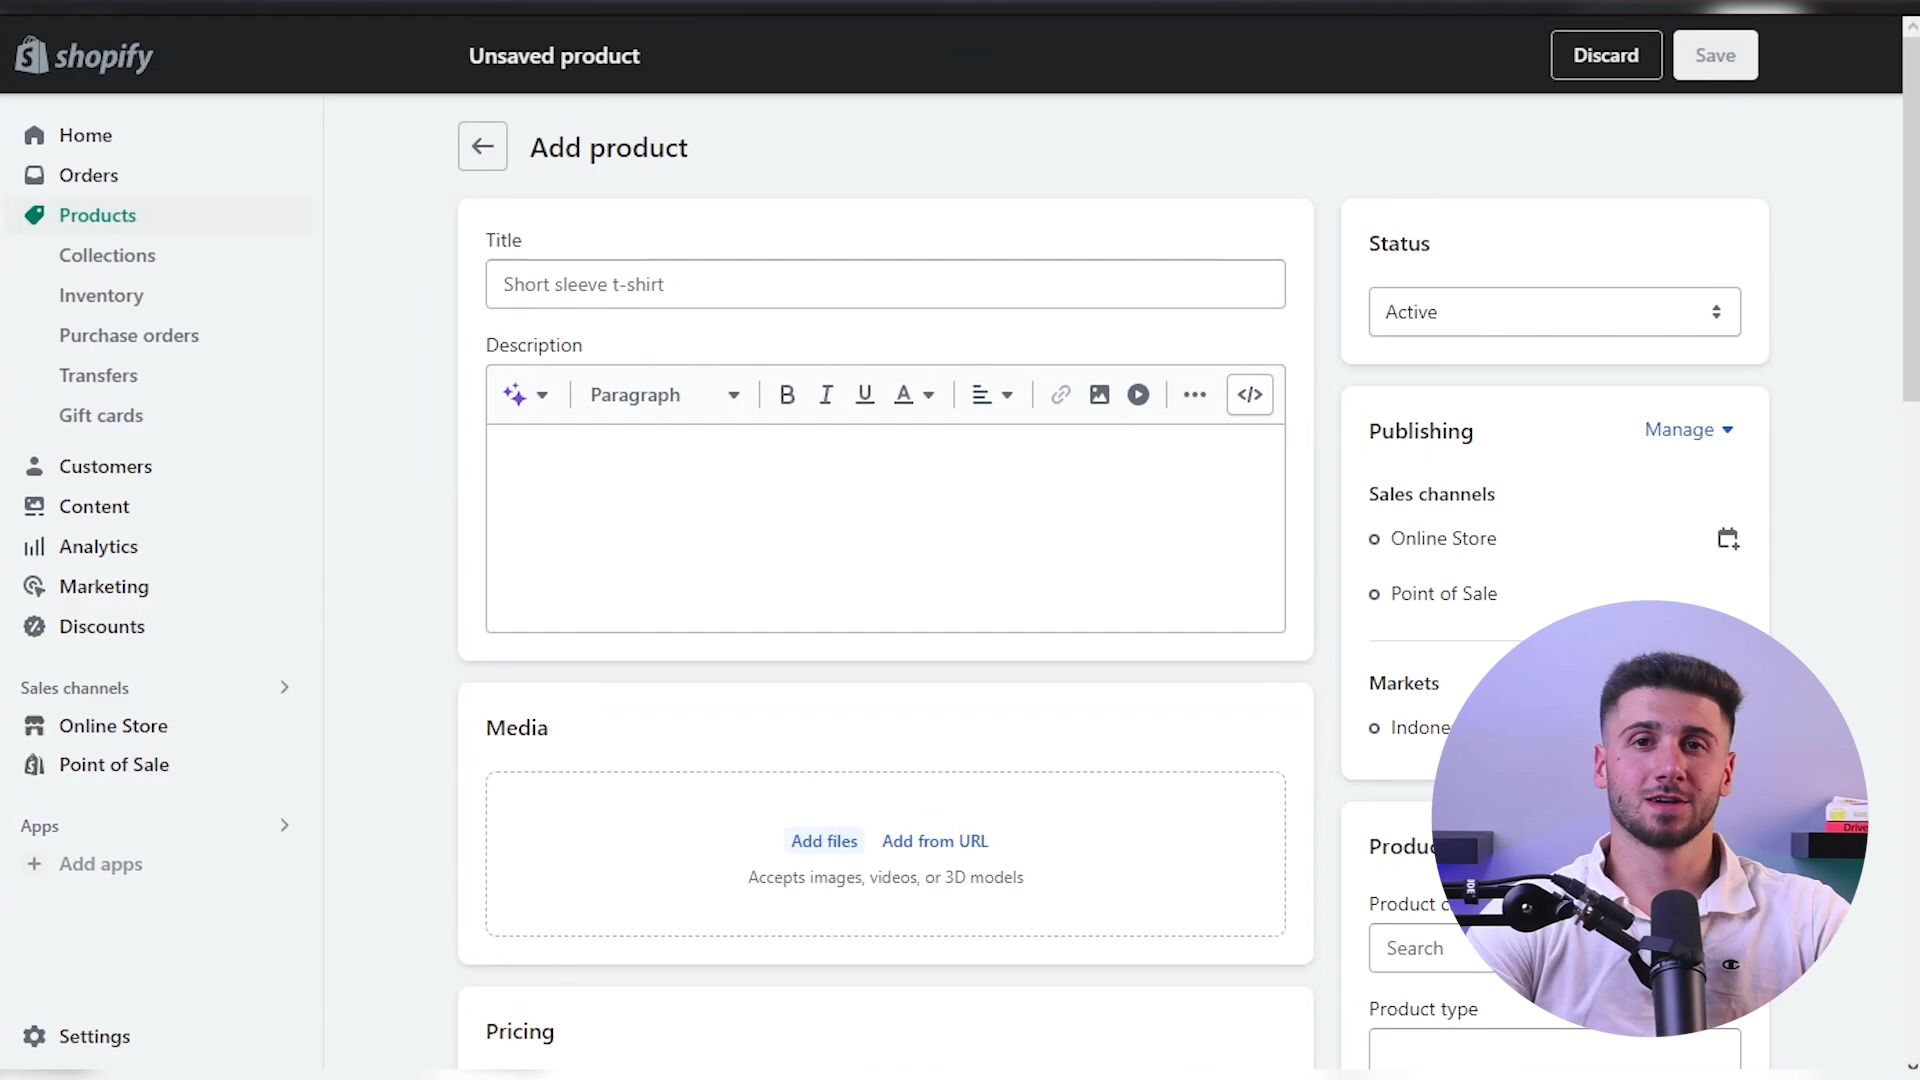 shopify
Unsaved product
Discard
Save
Home
Orders
Products
Collections
Inventory
Purchase orders
Transfers
Gift cards
Customers
Content
Analytics
Marketing
Discounts
Sales channels
Online Store
Point of Sale
Apps
Add apps
Settings
Add product
Title
Short sleeve t-shirt
Description
Paragraph
B I U A
</>
Media
Add files Add from URL
Accepts images, videos, or 3D models
Pricing
Status
Active
Publishing
Manage
Sales channels
Online Store
Point of Sale
Markets
Indone
Produc
Product c
Search
Product type
Drive